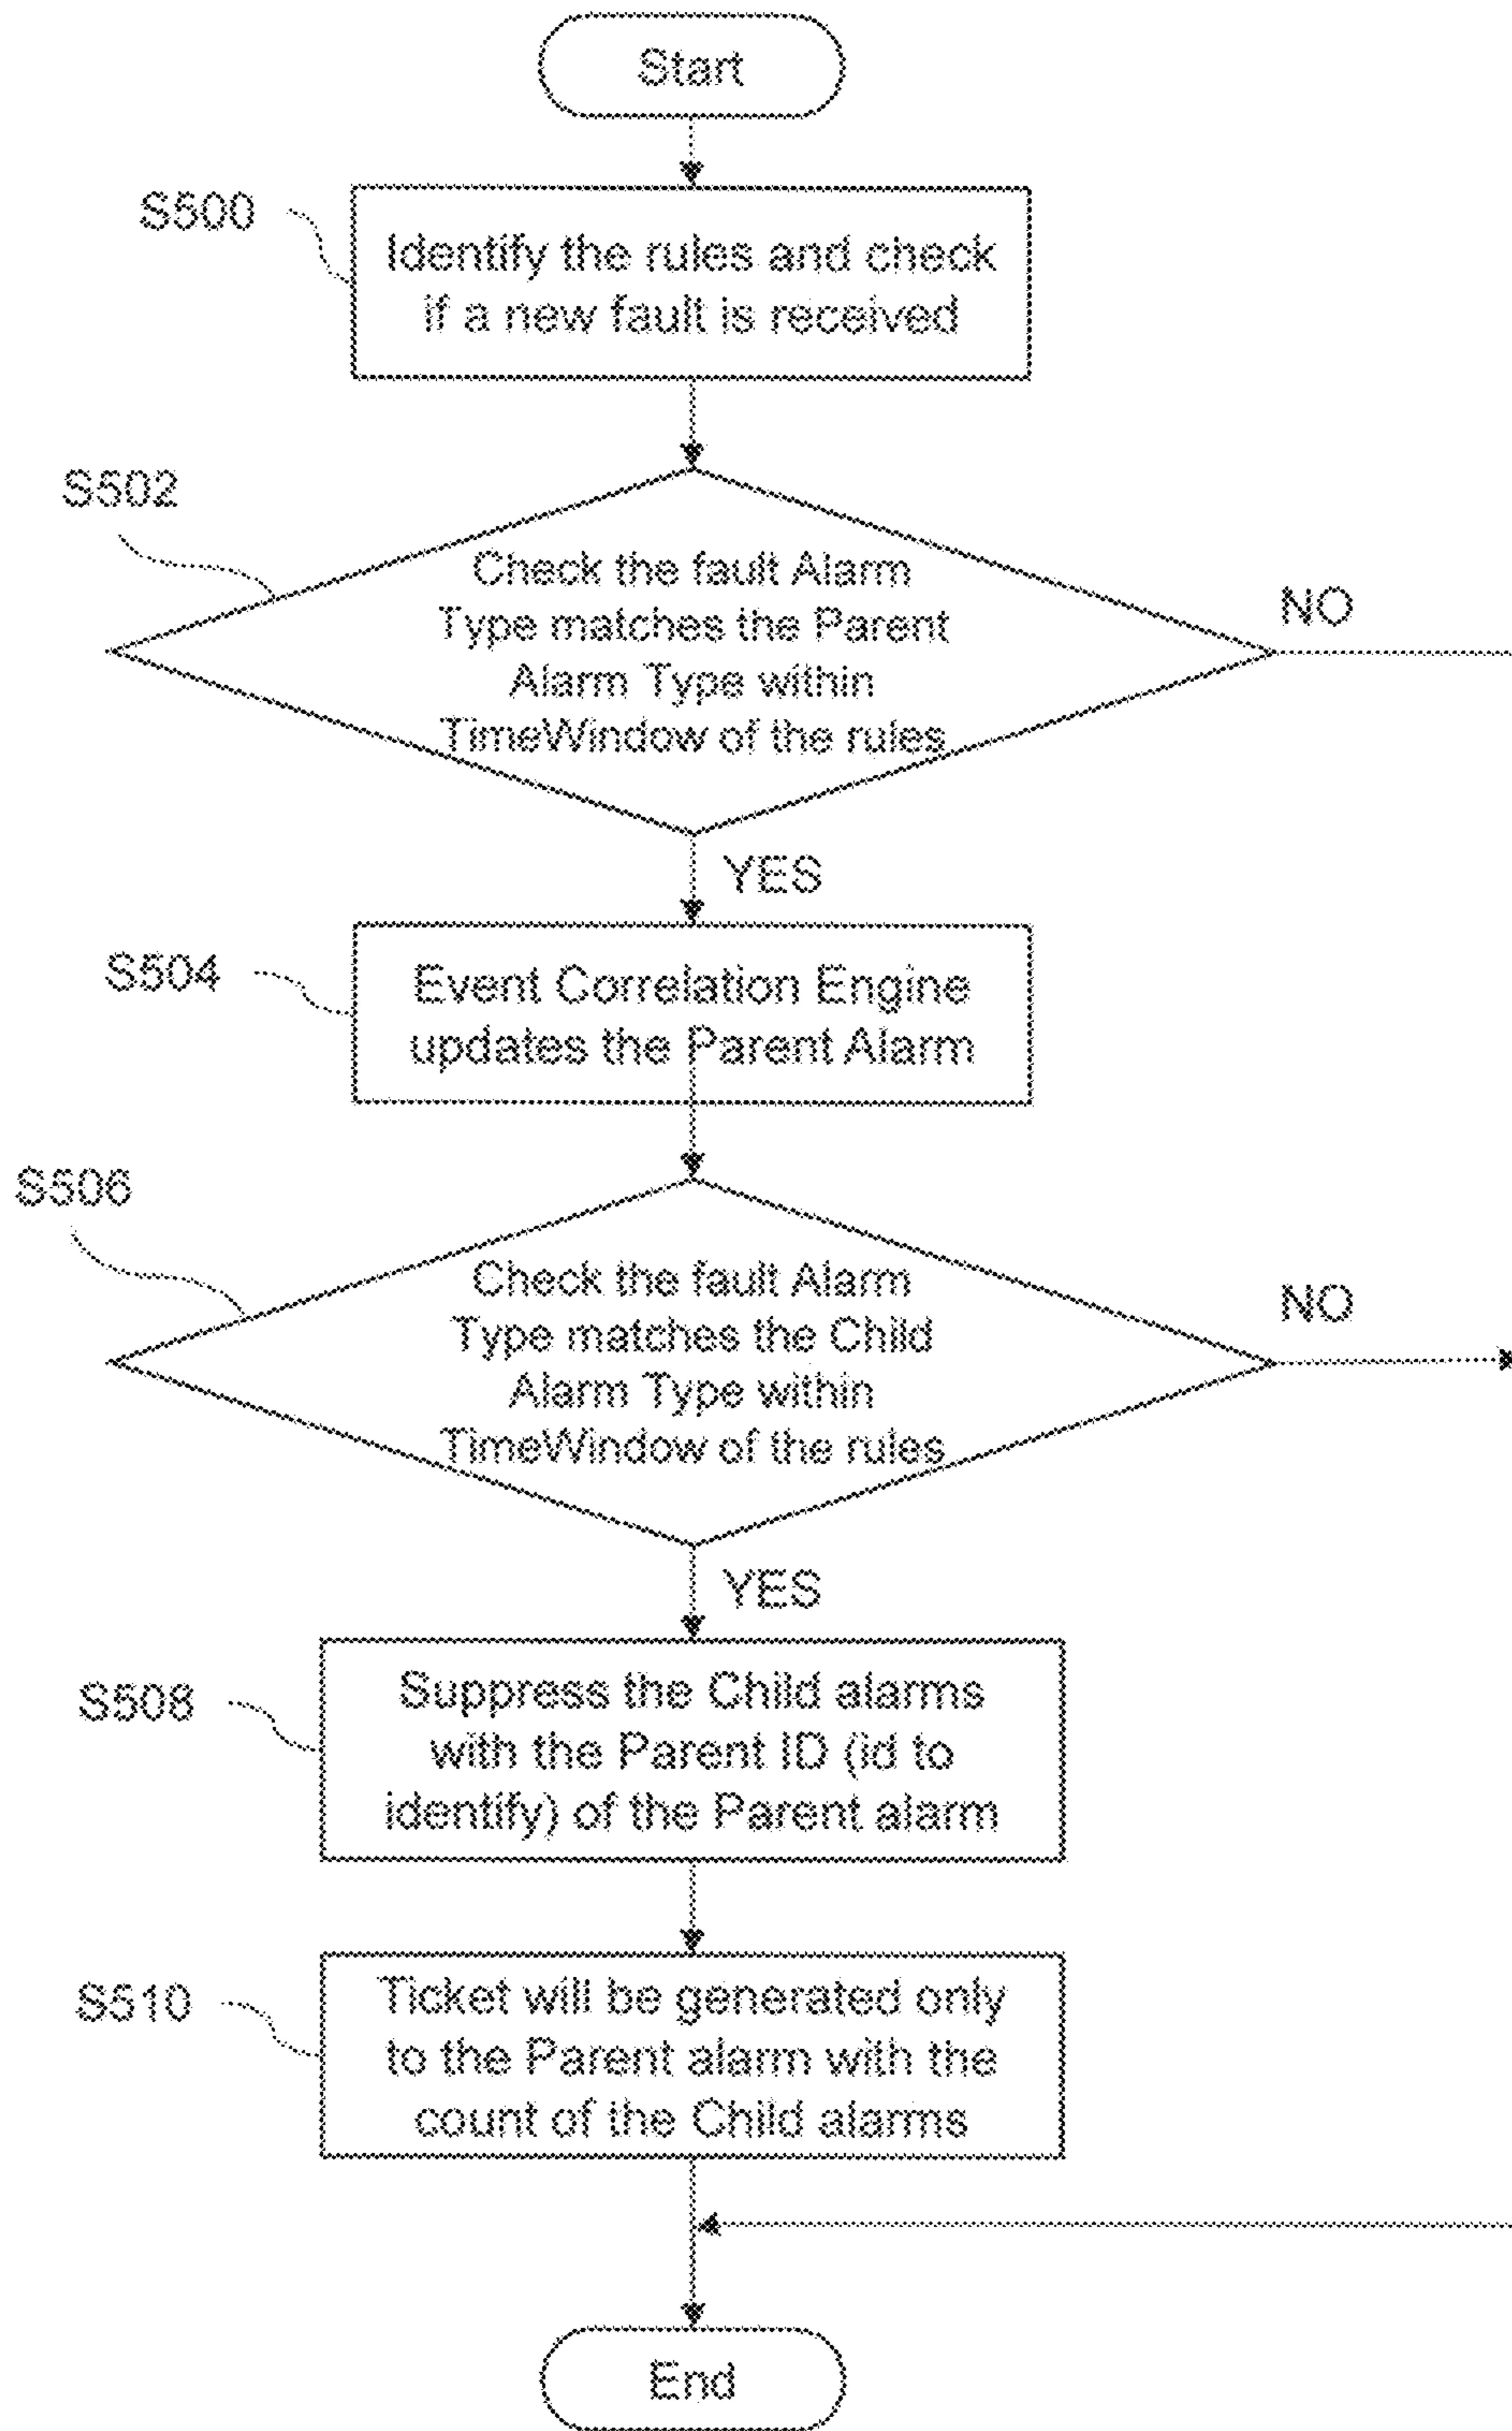 Start
S500
Identify the rules and check
if a new fault is received
S502
Check the fault Alarm
Type matches the Parent
Alarm Type within
TimeWindow of the rules
NO
YES
S504
Event Correlation Engine
updates the Parent Alarm
S506
Check the fault Alarm
Type matches the Child
Alarm Type within
TimeWindow of the rules
NO
YES
S508
Suppress the Child alarms
with the Parent ID (id to
identify) of the Parent alarm
S510
Ticket will be generated only
to the Parent alarm with the
count of the Child alarms
End